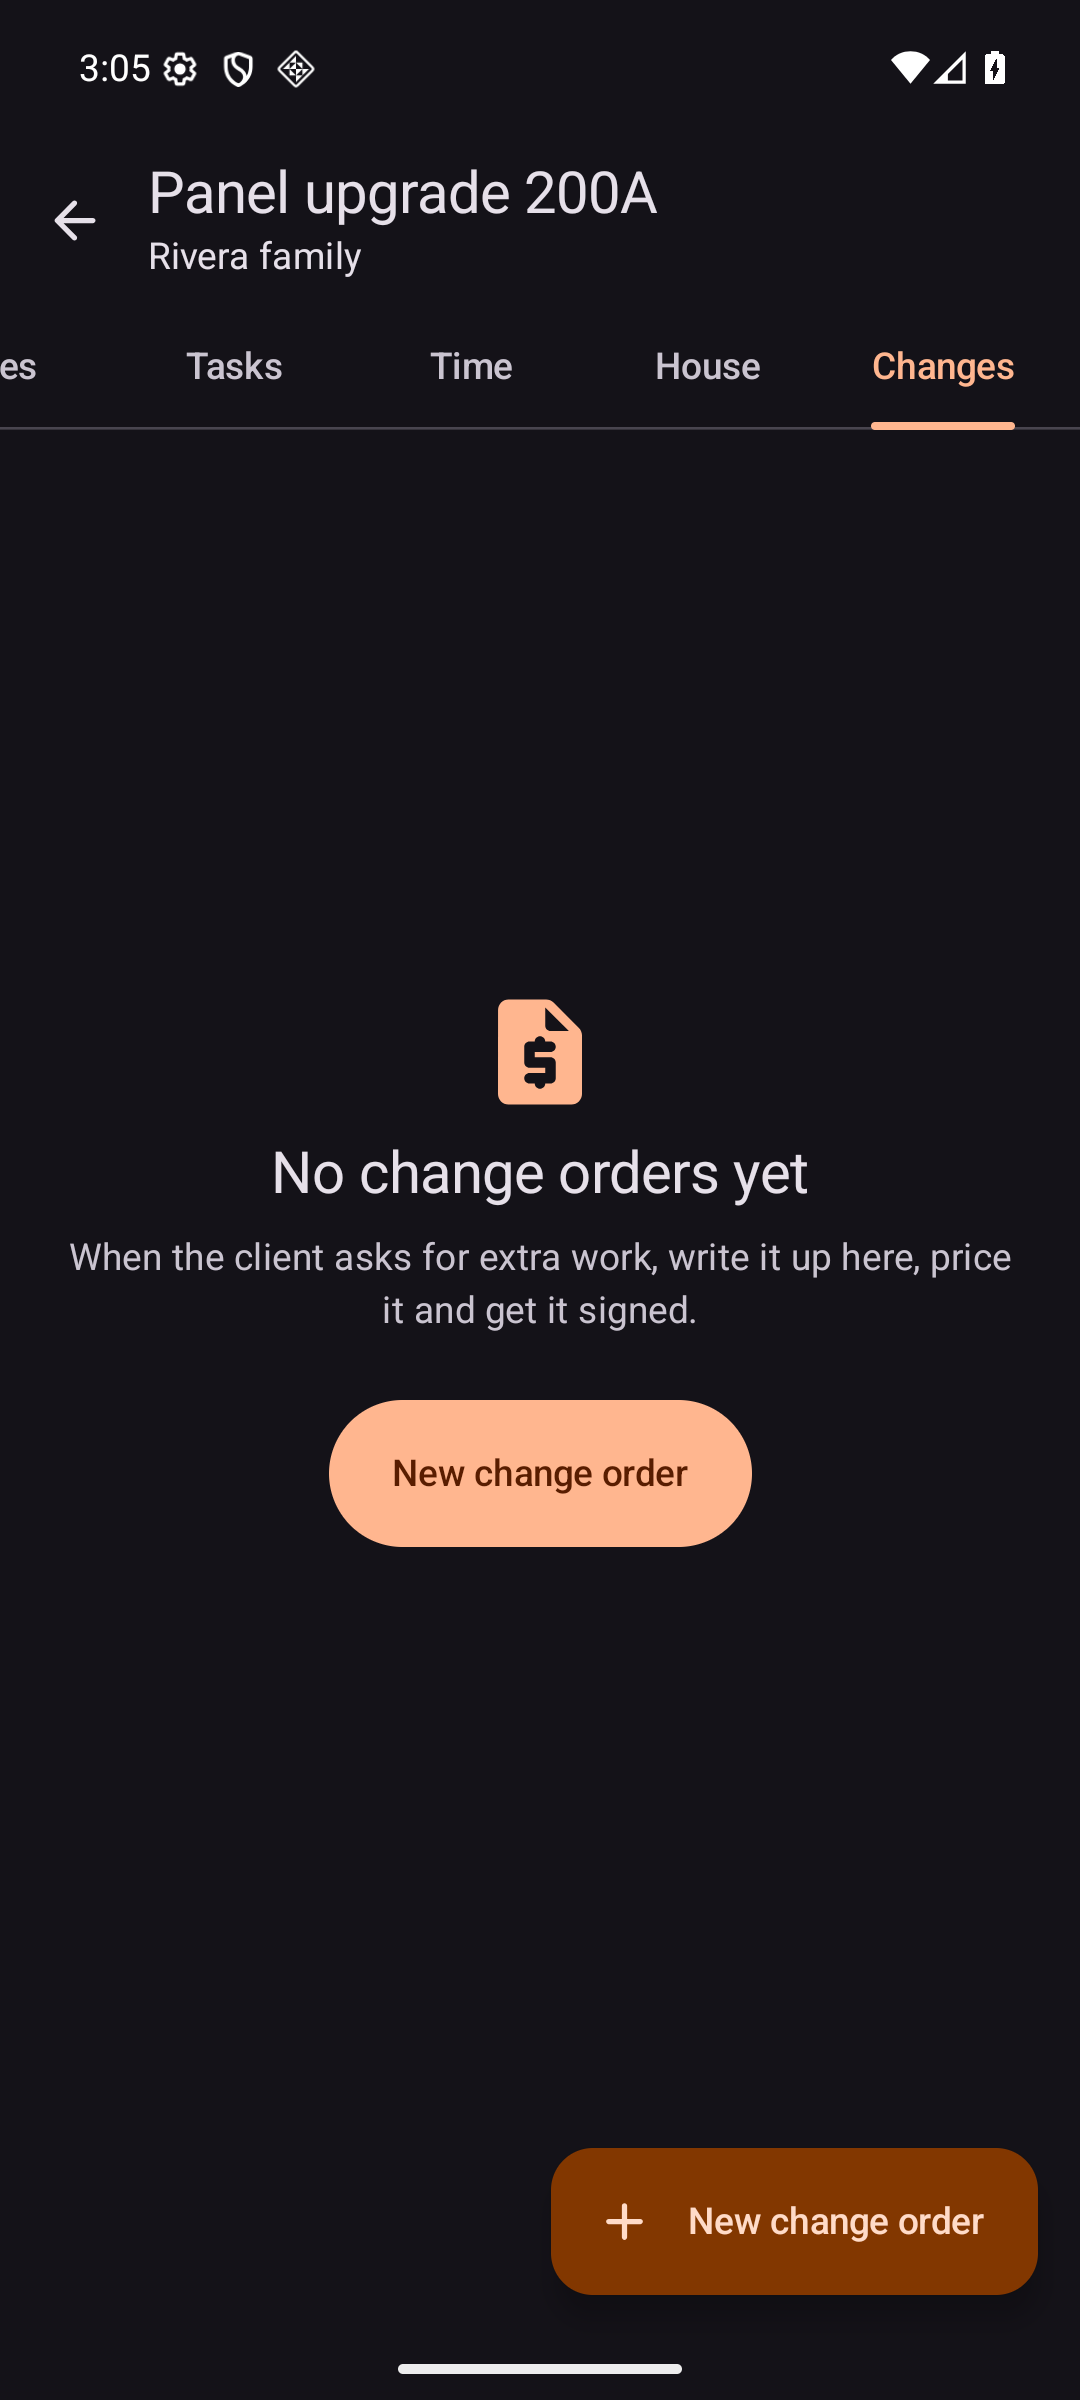 3:05
Panel upgrade 200A
Rivera family
es Tasks Time House Changes
No change orders yet
When the client asks for extra work, write it up here, price
it and get it signed.
New change order
New change order